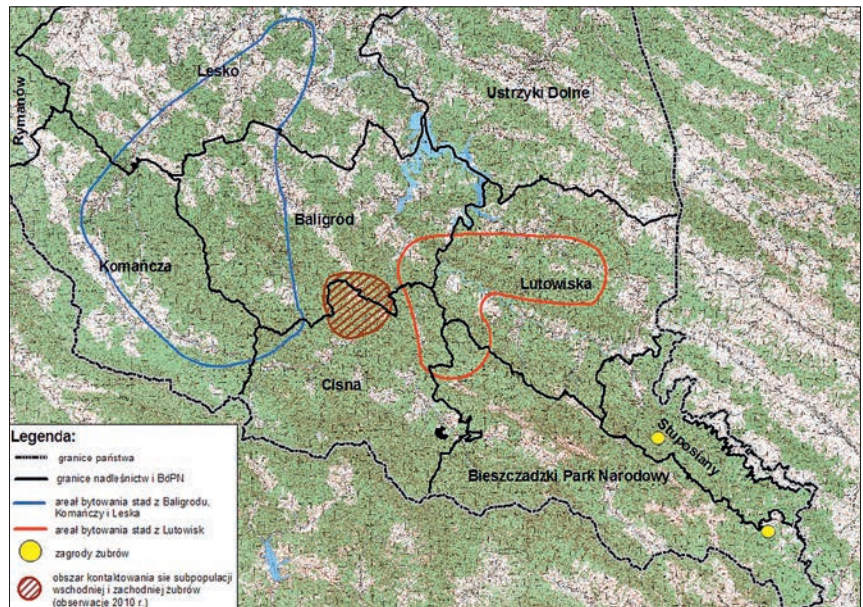 Lesko
Rymanów
Ustrzyki Dolne
Baligród
Komańcza
Lutowiska
Cisna
Stuposiany
Bieszczadzki Park Narodowy
Legenda:
granice państwa
granice nadleśnictw i BdPN
areał bytowania stad z Baligrodu,
Komańczy i Leska
areał bytowania stad z Lutowisk
zagrody żubrów
obszar kontaktowania sie subpopulacji
wschodniej i zachodniej żubrów
(obserwacje 2010 r.)